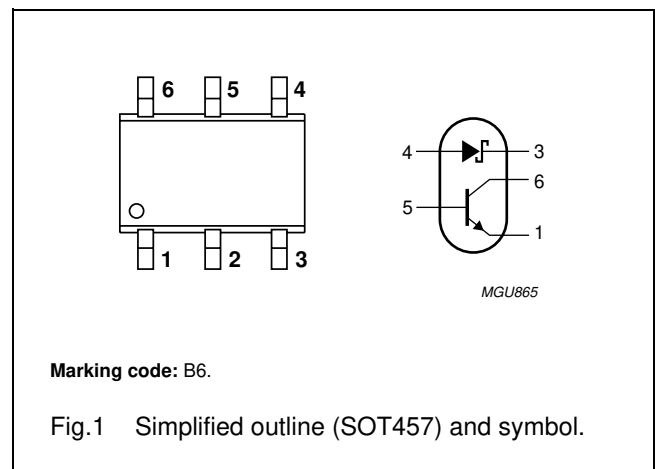 6 5 4
1 2 3
4 3
6
5
1
MGU865
Marking code: B6.
Fig.1 Simplified outline (SOT457) and symbol.